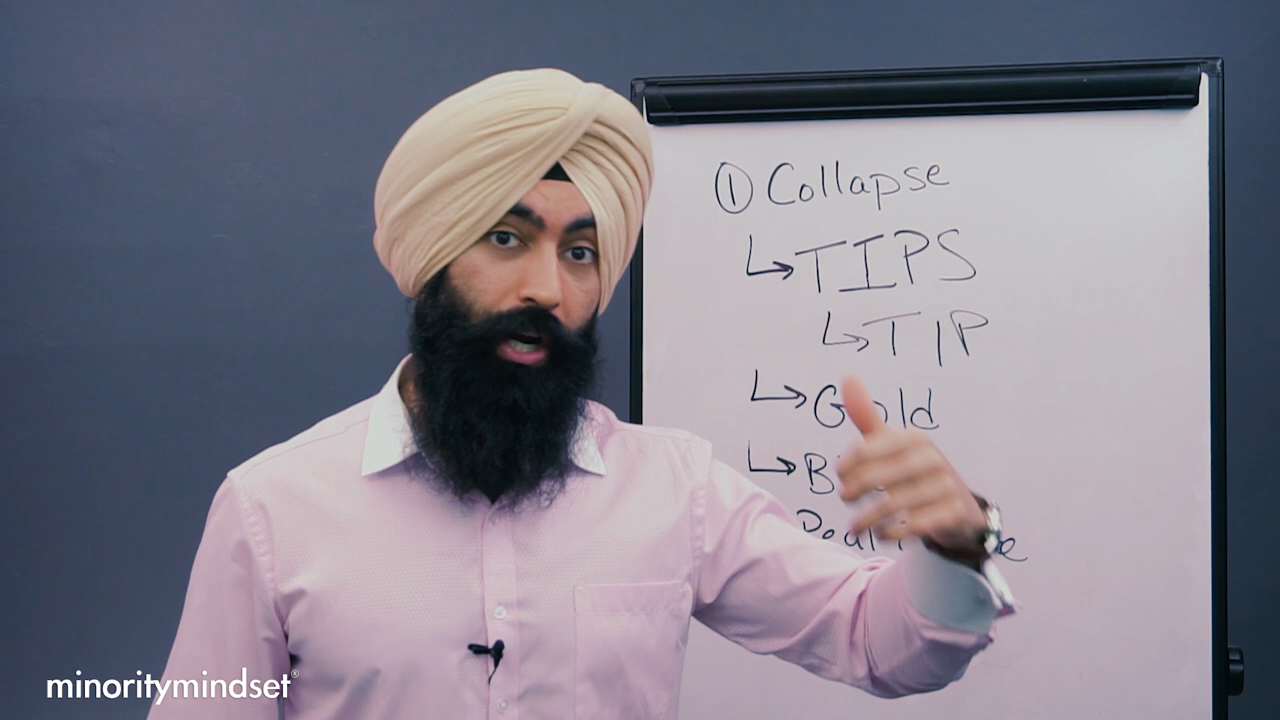 ① Collapse
↳ TIPS
↳ TIP
↳ Gold
minoritymindset®